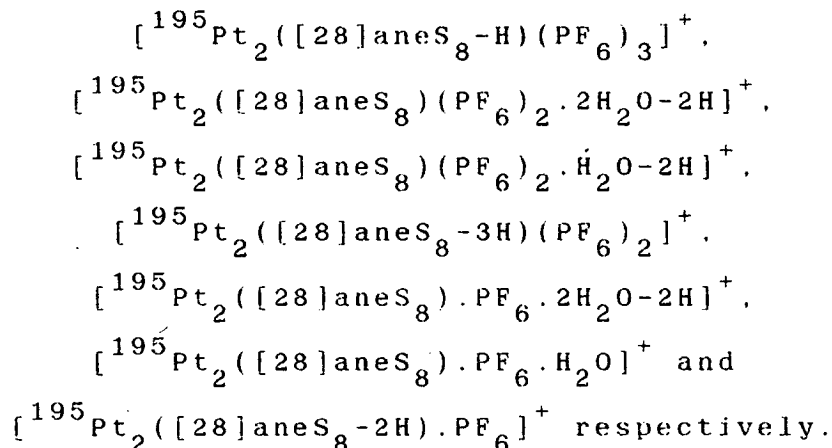 [¹⁹⁵Pt₂([28]aneS₈-H)(PF₆)₃]⁺,
[¹⁹⁵Pt₂([28]aneS₈)(PF₆)₂.2H₂O-2H]⁺,
[¹⁹⁵Pt₂([28]aneS₈)(PF₆)₂.H₂O-2H]⁺,
[¹⁹⁵Pt₂([28]aneS₈-3H)(PF₆)₂]⁺,
[¹⁹⁵Pt₂([28]aneS₈).PF₆.2H₂O-2H]⁺,
[¹⁹⁵Pt₂([28]aneS₈).PF₆.H₂O]⁺ and
[¹⁹⁵Pt₂([28]aneS₈-2H).PF₆]⁺ respectively.